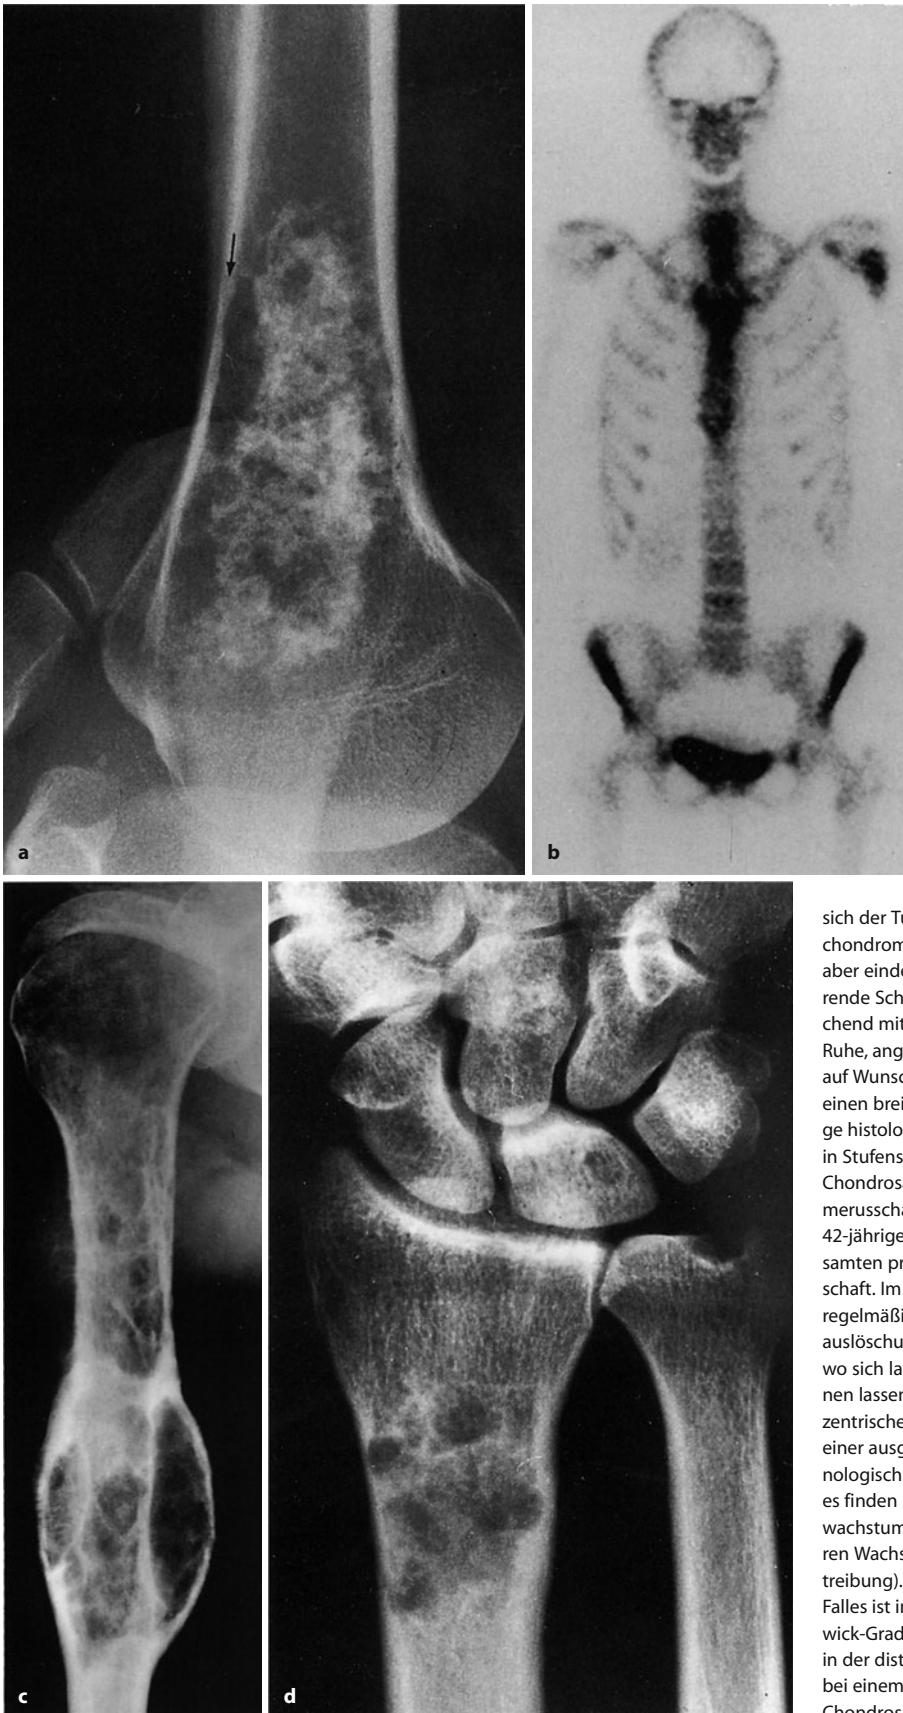 a
b
c
d
sich der Tu
chondrom
aber einde
rende Sch
chend mit
Ruhe, ang
auf Wunsc
einen brei
ge histolo
in Stufens
Chondrosa
merusscha
42-jährige
samten pr
schaft. Im
regelmäßi
auslöschu
wo sich la
nen lassen
zentrische
einer ausg
nologisch
es finden
wachstum
ren Wachs
treibung).
Falles ist in
wick-Grad
in der dist
bei einem
Chondros